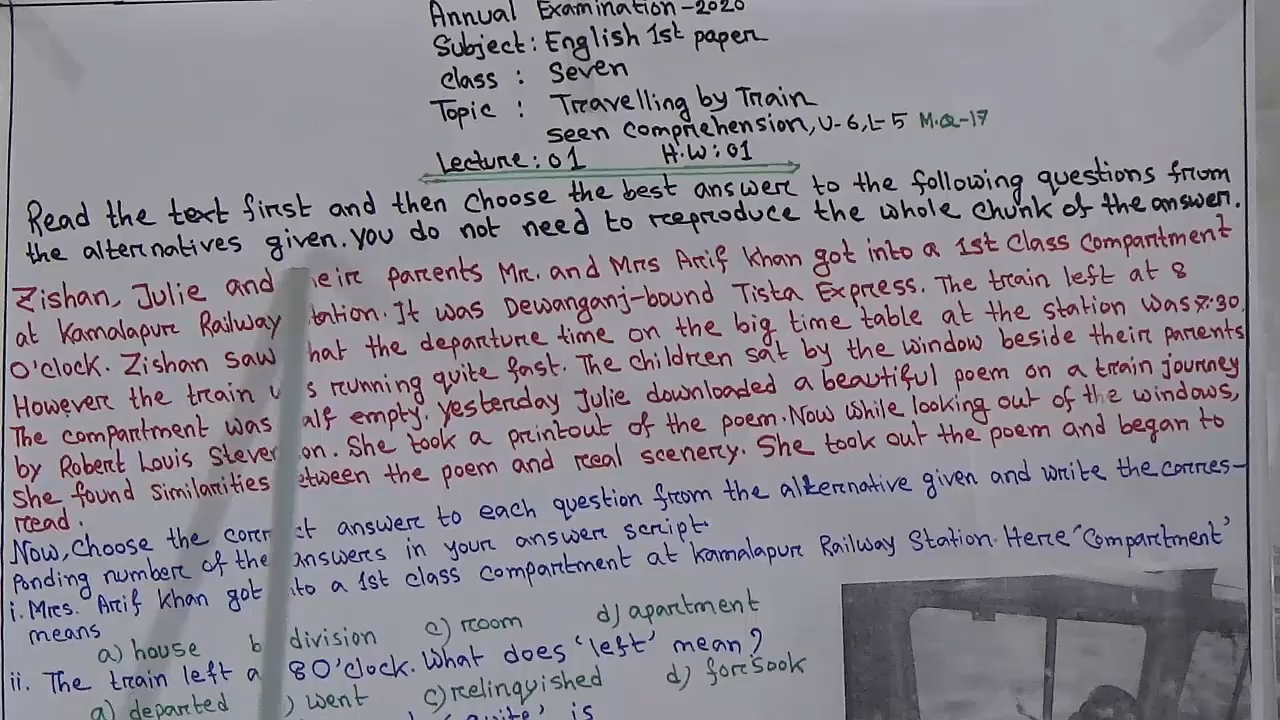 Annual Examination-2020
Subject: English 1st paper
Class : Seven
Topic : Travelling by Train
seen comprehension, U-6, L-5 M.Q-17
Lecture: 01 H.W: 01
Read the text first and then choose the best answer to the following questions from
the alternatives given. You do not need to reproduce the whole chunk of the answer.
Zishan, Julie and their parents Mr. and Mrs Arif Khan got into a 1st class compartment
at Kamalapur Railway station. It was Dewanganj-bound Tista Express. The train left at 8
O'clock. Zishan saw that the departure time on the big time table at the station was 7:30.
However the train was running quite fast. The children sat by the window beside their parents
The compartment was half empty. yesterday Julie downloaded a beautiful poem on a train journey
by Robert Louis Stevenson. She took a printout of the poem. Now while looking out of the windows,
She found similarities between the poem and real scenery. She took out the poem and began to
read.
Now, choose the correct answer to each question from the alternative given and write the corres-
ponding number of the answers in your answer script.
i. Mrs. Arif Khan got into a 1st class compartment at Kamalapur Railway Station. Here 'Compartment'
means
a) house b division c) room d) apartment
ii. The train left a 8 O'clock. What does 'left' mean?
a) departed ) went c) relinquished d) foresook
'quite' is